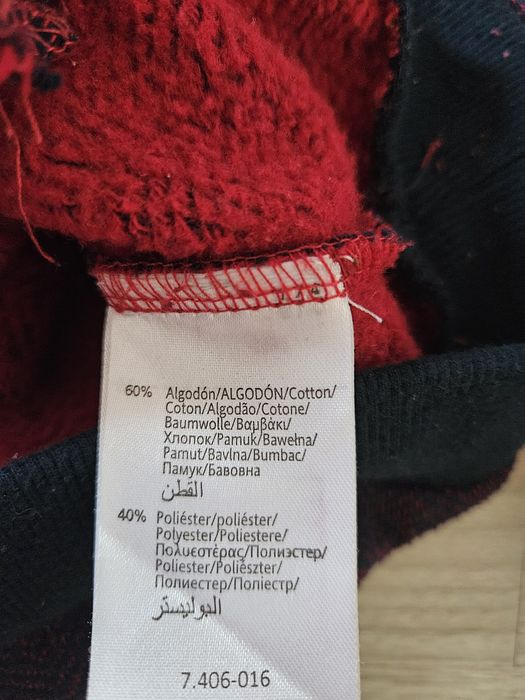 60% Algodón/ALGODÓN/Cotton/
Coton/Algodão/Cotone/
Baumwolle/Βαμβάκι/
Хлопок/Pamuk/Bawełna/
Pamut/Bavlna/Bumbac/
Памук/Бавовна
القطن
40% Poliéster/poliéster/
Polyester/Poliestere/
Πολυεστέρας/Полиэстер/
Poliester/Poliészter/
Полиестер/Поліестр/
البوليستر
7.406-016